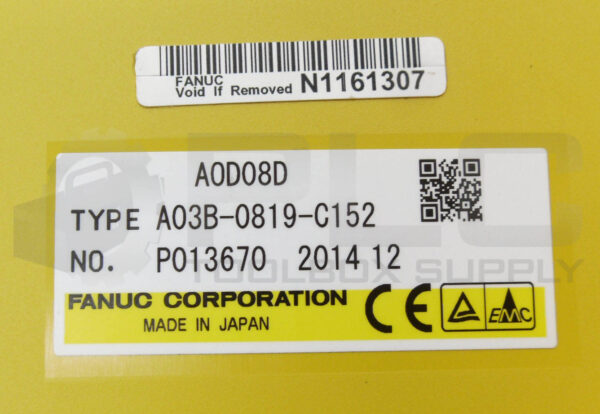 FANUC
Void If Removed N1161307
A0D08D
TYPE A03B-0819-C152
NO. P013670 2014 12
FANUC CORPORATION
MADE IN JAPAN
CE
EMC
PLC
TOOLBOX SUPPLY